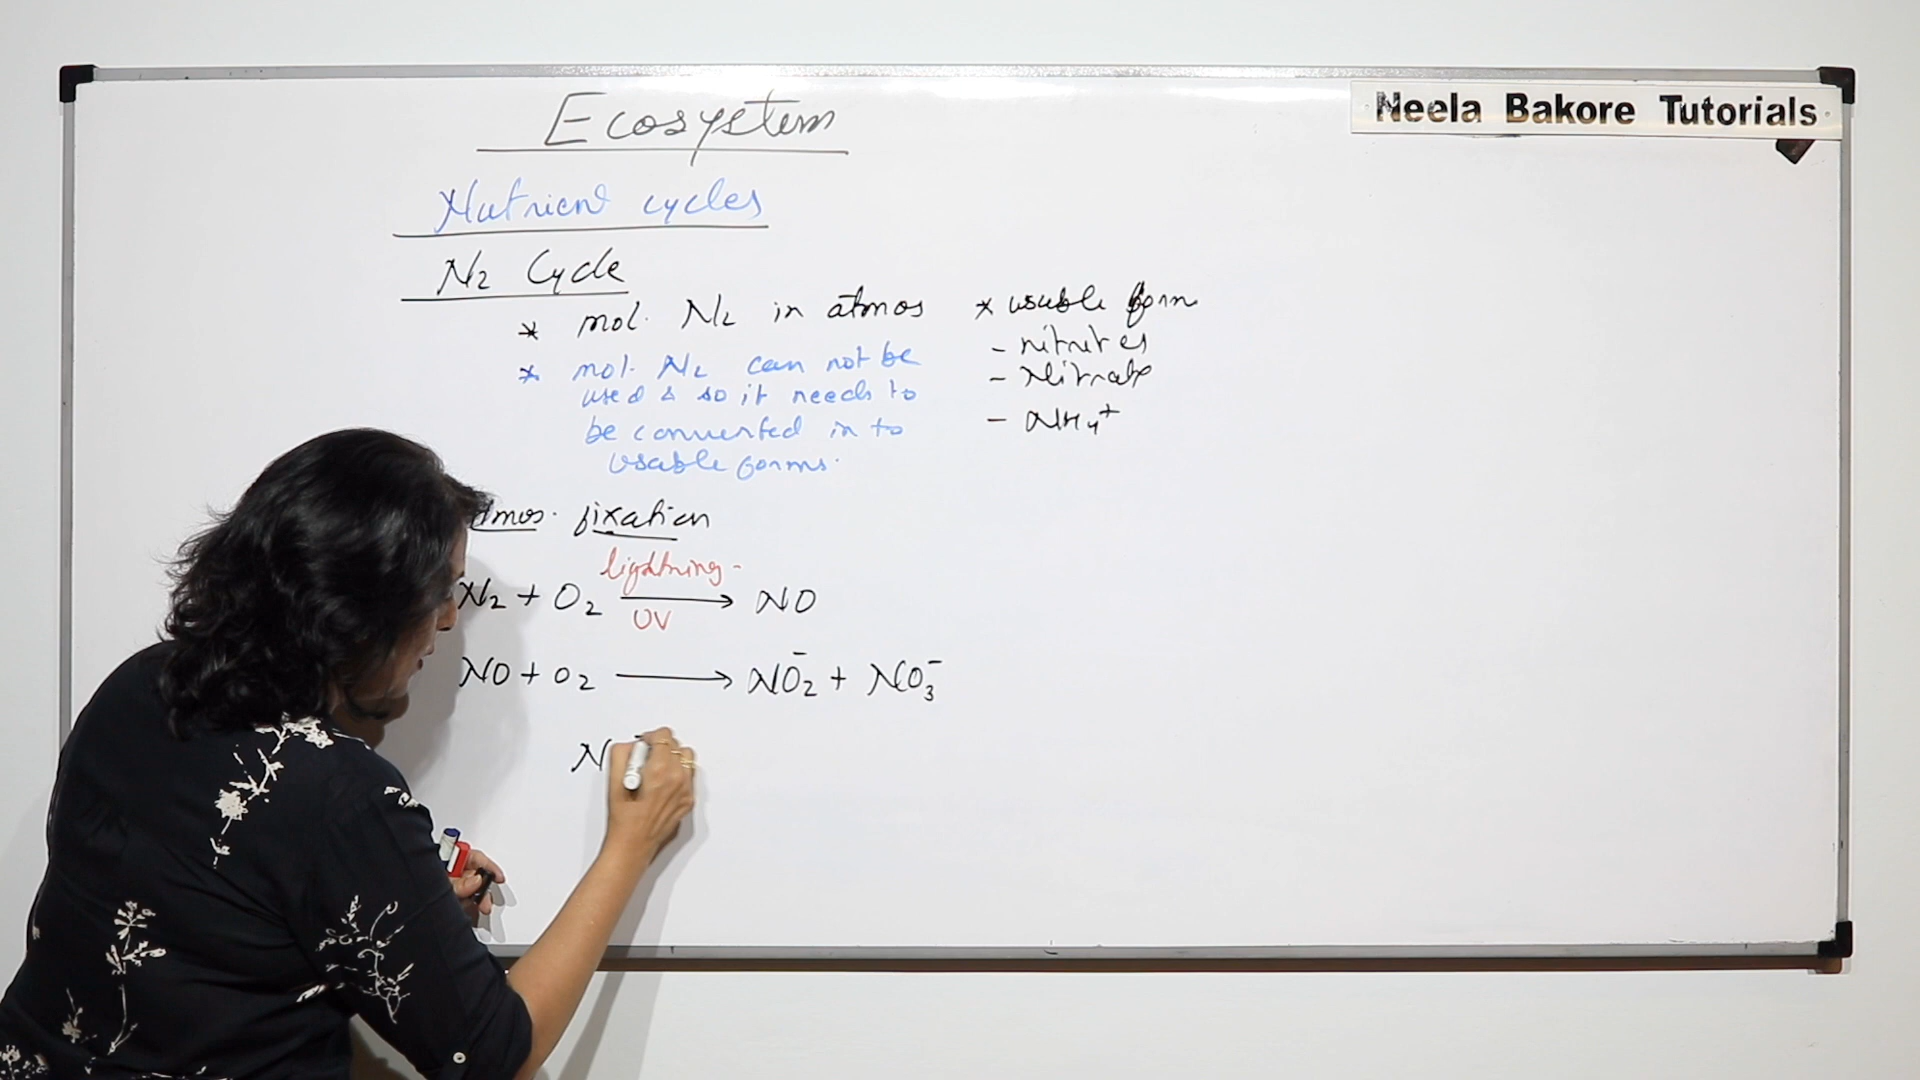 Neela Bakore Tutorials
Ecosystem
Nutrient cycles
N2 Cycle
* mol. N2 in atmos
* mol. N2 can not be
used & so it needs to
be converted in to
usable forms.
* usable form
- nitrites
- Nitrate
- NH4+
atmos. fixation
lightning
N2 + O2 → NO
UV
NO + O2 → NO2⁻ + NO3⁻
N